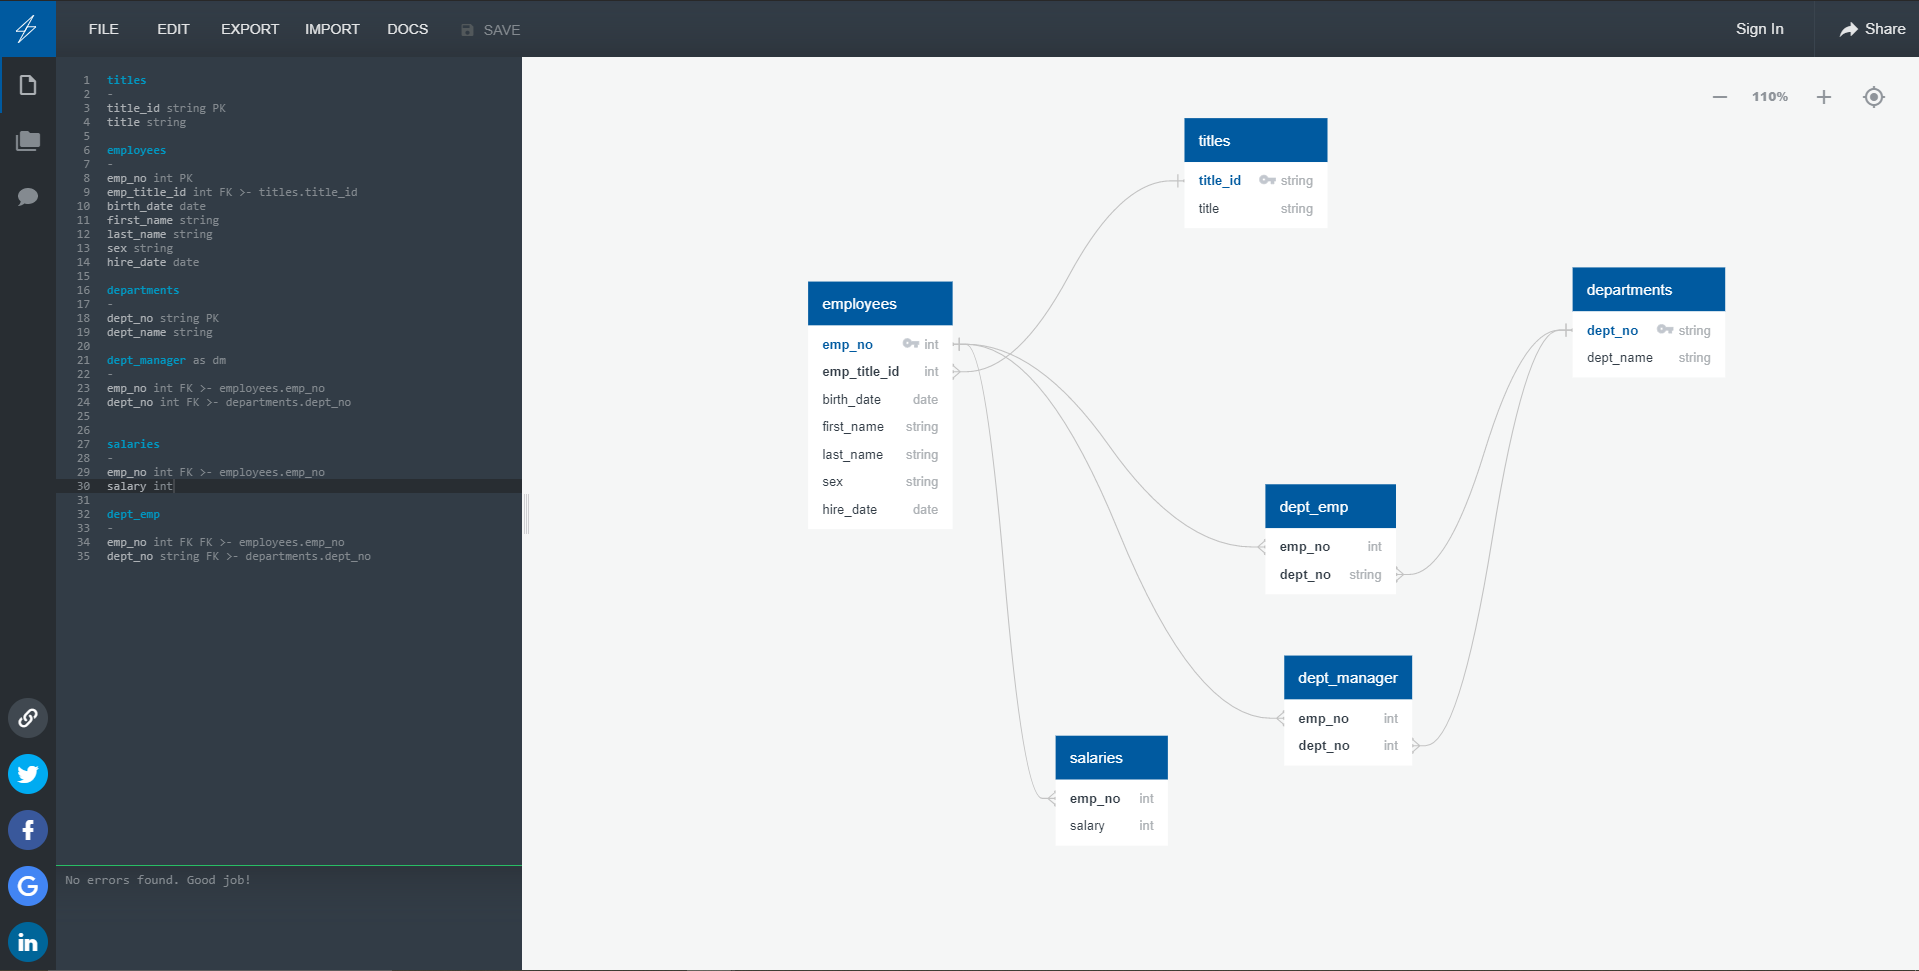 FILE EDIT EXPORT IMPORT DOCS SAVE Sign In Share
1 titles
2 -
3 title_id string PK
4 title string
5
6 employees
7 -
8 emp_no int PK
9 emp_title_id int FK >- titles.title_id
10 birth_date date
11 first_name string
12 last_name string
13 sex string
14 hire_date date
15
16 departments
17 -
18 dept_no string PK
19 dept_name string
20
21 dept_manager as dm
22 -
23 emp_no int FK >- employees.emp_no
24 dept_no int FK >- departments.dept_no
25
26
27 salaries
28 -
29 emp_no int FK >- employees.emp_no
30 salary int
31
32 dept_emp
33 -
34 emp_no int FK FK >- employees.emp_no
35 dept_no string FK >- departments.dept_no
No errors found. Good job!
110%
titles
title_id string
title string
employees
emp_no int
emp_title_id int
birth_date date
first_name string
last_name string
sex string
hire_date date
departments
dept_no string
dept_name string
dept_emp
emp_no int
dept_no string
dept_manager
emp_no int
dept_no int
salaries
emp_no int
salary int
f
G
in